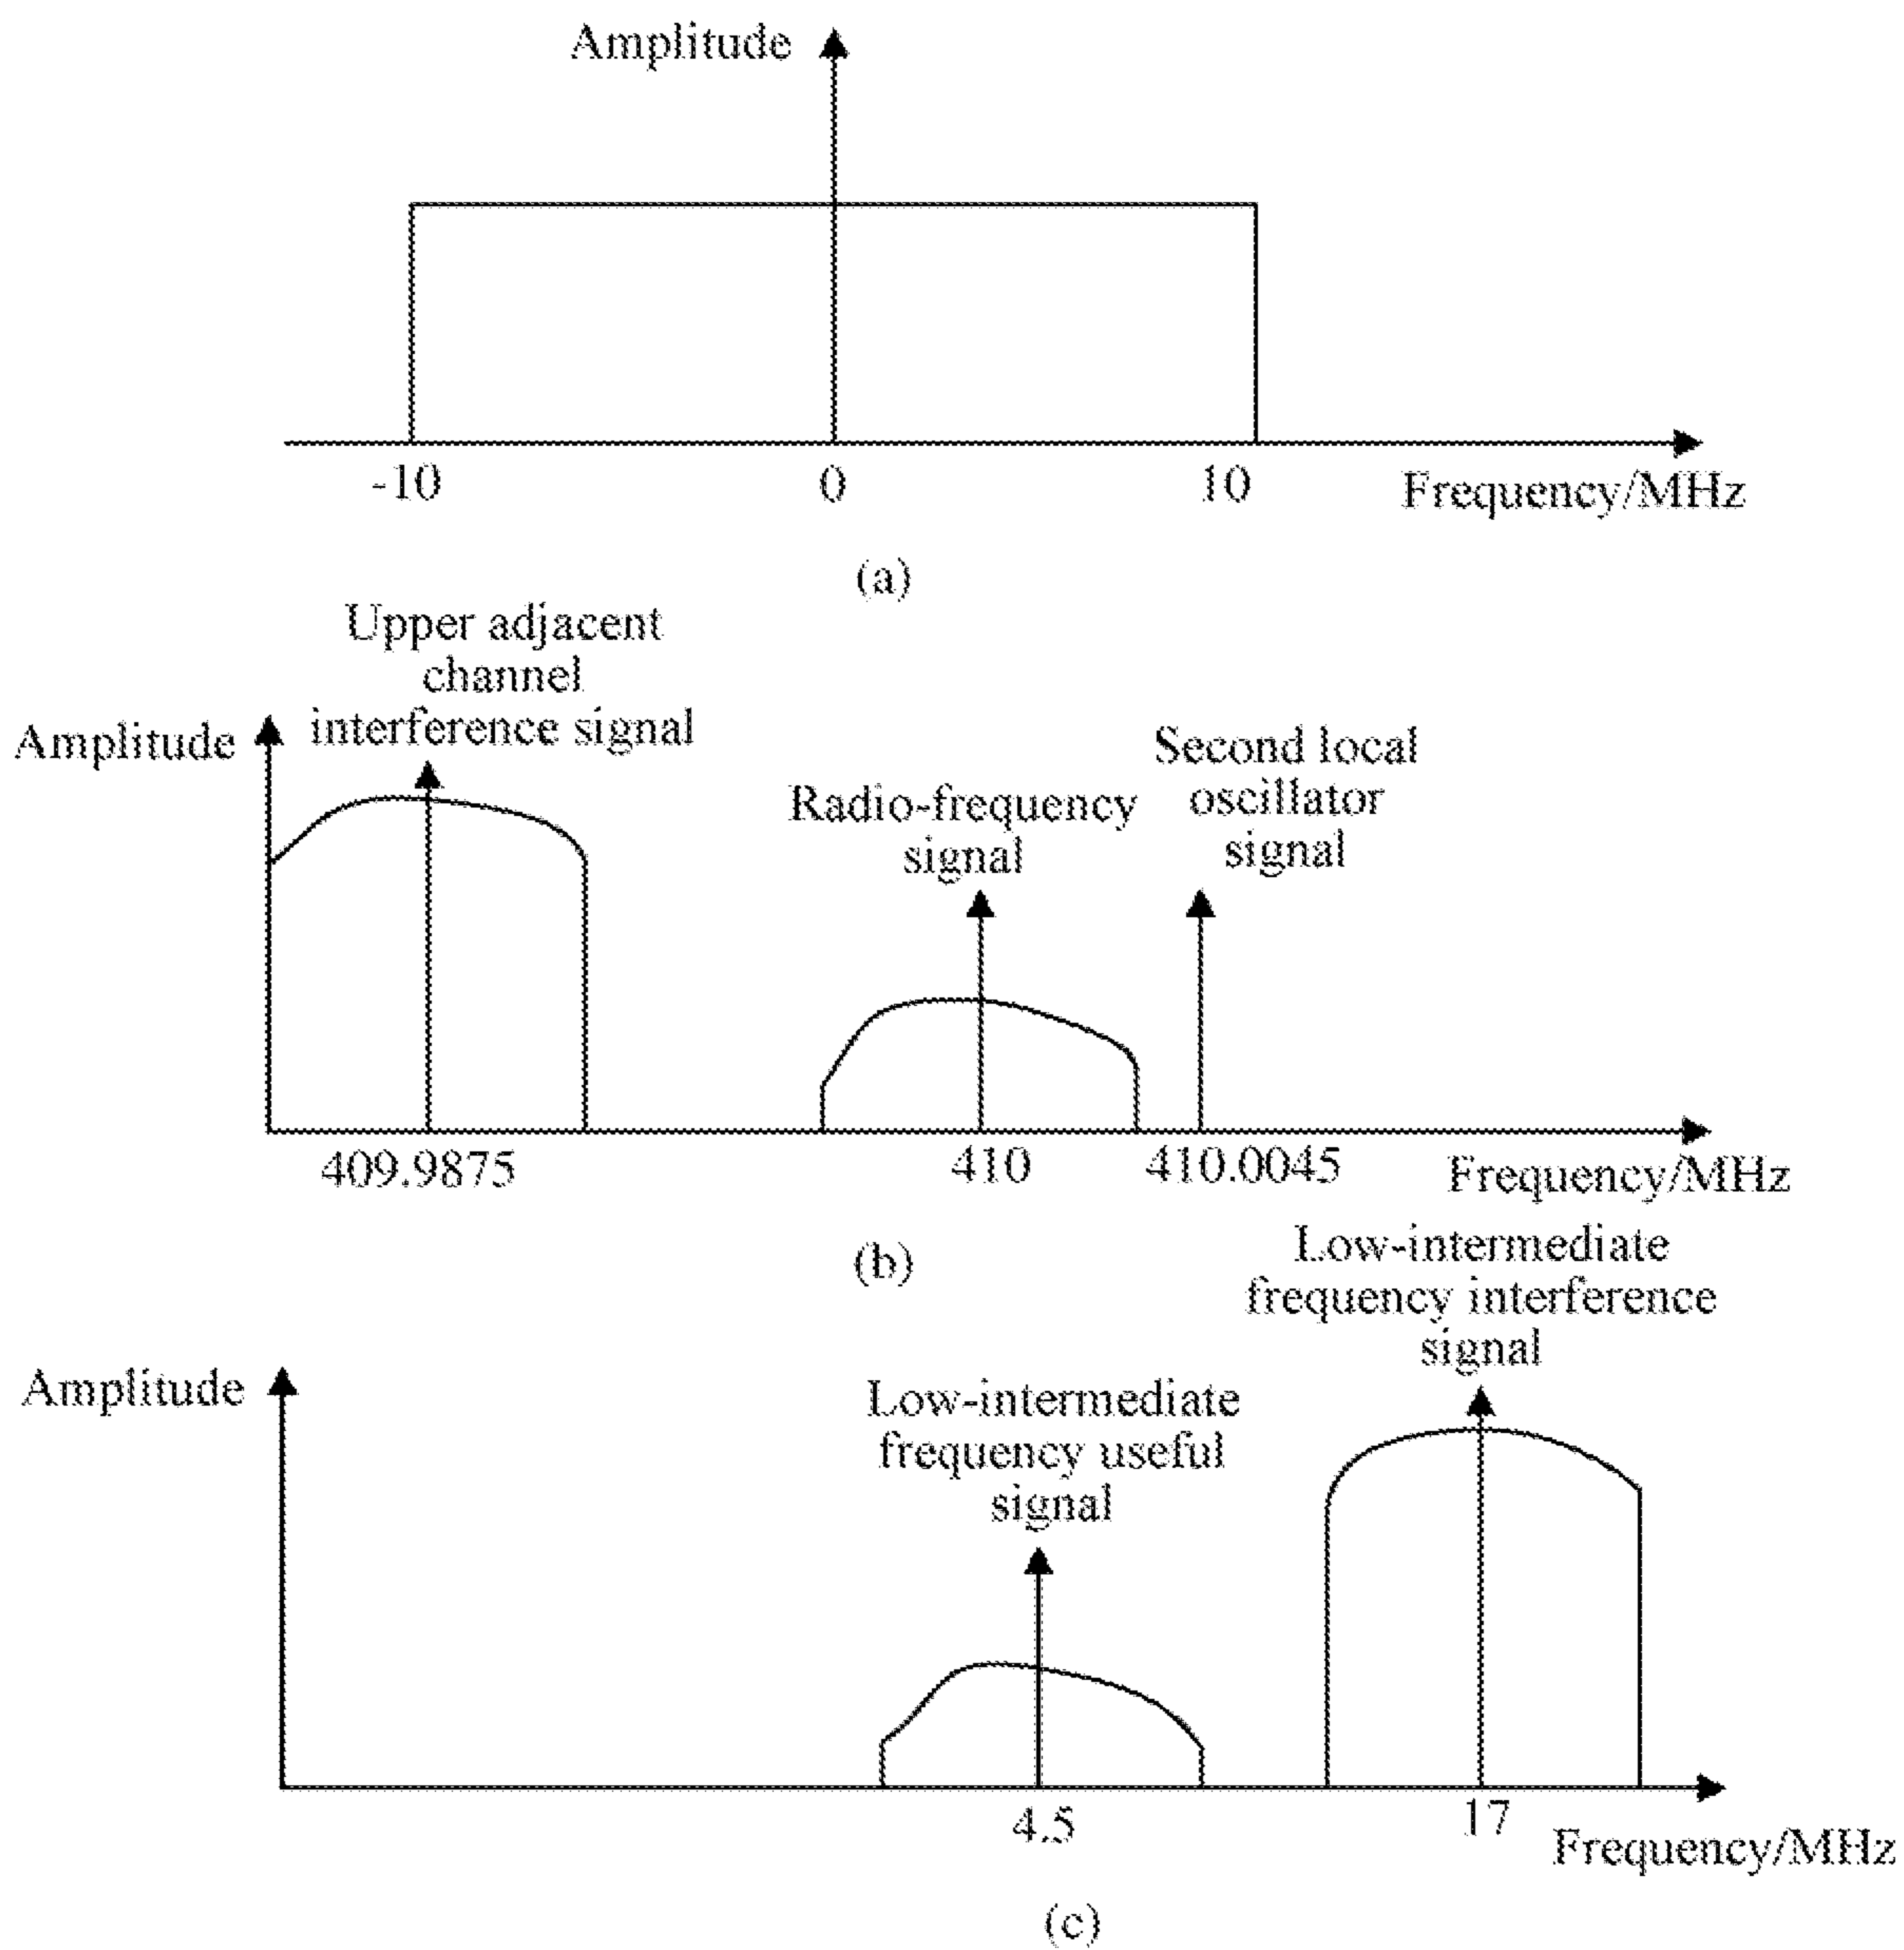 Amplitude
-10
0
10
Frequency/MHz
(a)
Upper adjacent
channel
interference signal
Amplitude
Radio-frequency
signal
Second local
oscillator
signal
409.9875
410
410.0045
Frequency/MHz
(b)
Low-intermediate
frequency interference
signal
Amplitude
Low-intermediate
frequency useful
signal
4.5
17
Frequency/MHz
(c)